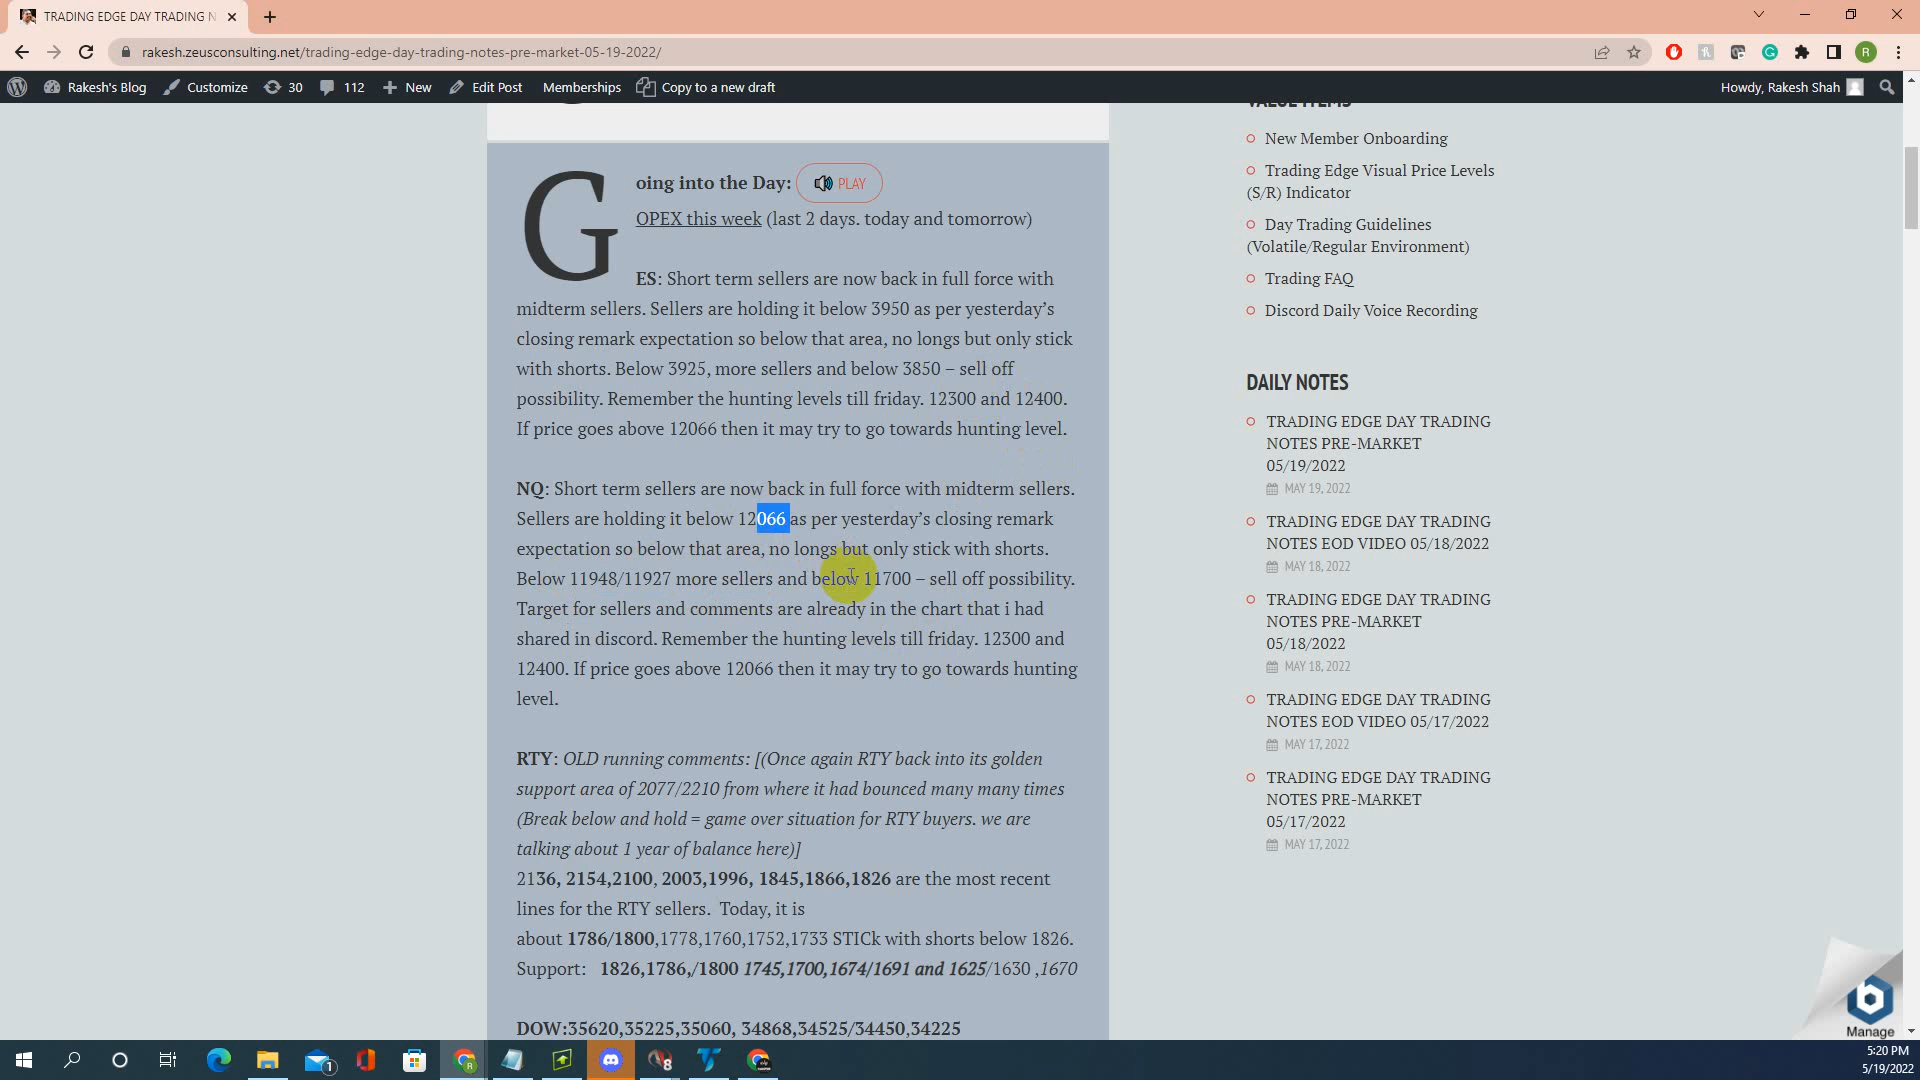 TRADING EDGE DAY TRADING N
rakesh.zeusconsulting.net/trading-edge-day-trading-notes-pre-market-05-19-2022/
R
Rakesh's Blog Customize 30 112 New Edit Post Memberships Copy to a new draft Howdy, Rakesh Shah
Going into the Day: PLAY
OPEX this week (last 2 days. today and tomorrow)
ES: Short term sellers are now back in full force with
midterm sellers. Sellers are holding it below 3950 as per yesterday’s
closing remark expectation so below that area, no longs but only stick
with shorts. Below 3925, more sellers and below 3850 – sell off
possibility. Remember the hunting levels till friday. 12300 and 12400.
If price goes above 12066 then it may try to go towards hunting level.
NQ: Short term sellers are now back in full force with midterm sellers.
Sellers are holding it below 12066 as per yesterday’s closing remark
expectation so below that area, no longs but only stick with shorts.
Below 11948/11927 more sellers and below 11700 – sell off possibility.
Target for sellers and comments are already in the chart that i had
shared in discord. Remember the hunting levels till friday. 12300 and
12400. If price goes above 12066 then it may try to go towards hunting
level.
RTY: OLD running comments: [(Once again RTY back into its golden
support area of 2077/2210 from where it had bounced many many times
(Break below and hold = game over situation for RTY buyers. we are
talking about 1 year of balance here)]
2136, 2154,2100, 2003,1996, 1845,1866,1826 are the most recent
lines for the RTY sellers. Today, it is
about 1786/1800,1778,1760,1752,1733 STICk with shorts below 1826.
Support: 1826,1786,/1800 1745,1700,1674/1691 and 1625/1630 ,1670
DOW:35620,35225,35060, 34868,34525/34450,34225
VALUE ITEMS
New Member Onboarding
Trading Edge Visual Price Levels
(S/R) Indicator
Day Trading Guidelines
(Volatile/Regular Environment)
Trading FAQ
Discord Daily Voice Recording
DAILY NOTES
TRADING EDGE DAY TRADING
NOTES PRE-MARKET
05/19/2022
MAY 19, 2022
TRADING EDGE DAY TRADING
NOTES EOD VIDEO 05/18/2022
MAY 18, 2022
TRADING EDGE DAY TRADING
NOTES PRE-MARKET
05/18/2022
MAY 18, 2022
TRADING EDGE DAY TRADING
NOTES EOD VIDEO 05/17/2022
MAY 17, 2022
TRADING EDGE DAY TRADING
NOTES PRE-MARKET
05/17/2022
MAY 17, 2022
b
Manage
1
8
5:20 PM
5/19/2022